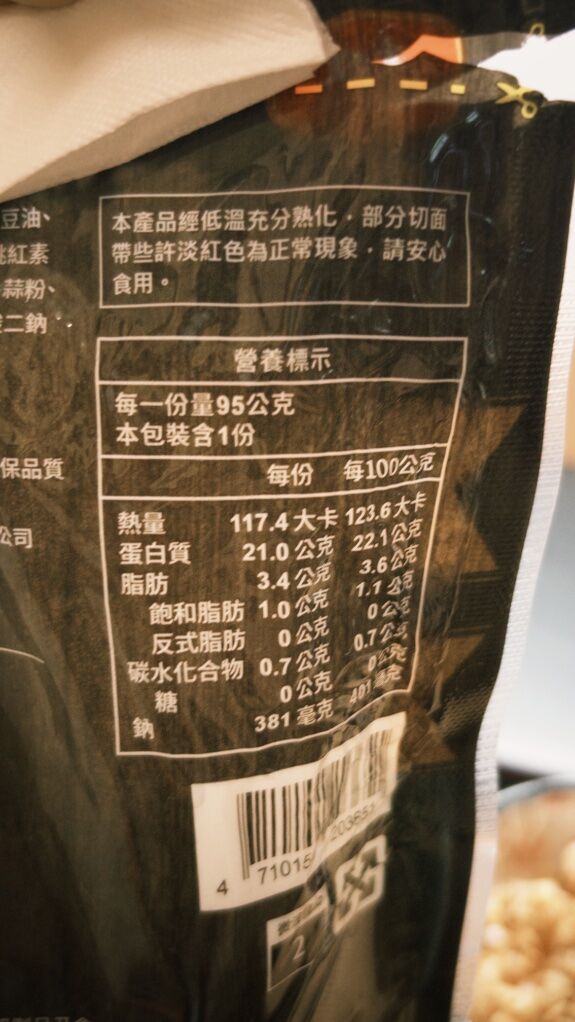 豆油、
紅素
蒜粉、
二鈉
保品質
公司
本產品經低溫充分熟化，部分切面
帶些許淡紅色為正常現象，請安心
食用。
營養標示
每一份量95公克
本包裝含1份
每份 每100公克
熱量 117.4大卡 123.6大卡
蛋白質 21.0公克 22.1公克
脂肪 3.4公克 3.6公克
飽和脂肪 1.0公克 1.1公克
反式脂肪 0公克 0公克
碳水化合物 0.7公克 0.7公克
糖 0公克 0公克
鈉 381毫克 401毫克
4 71015
2